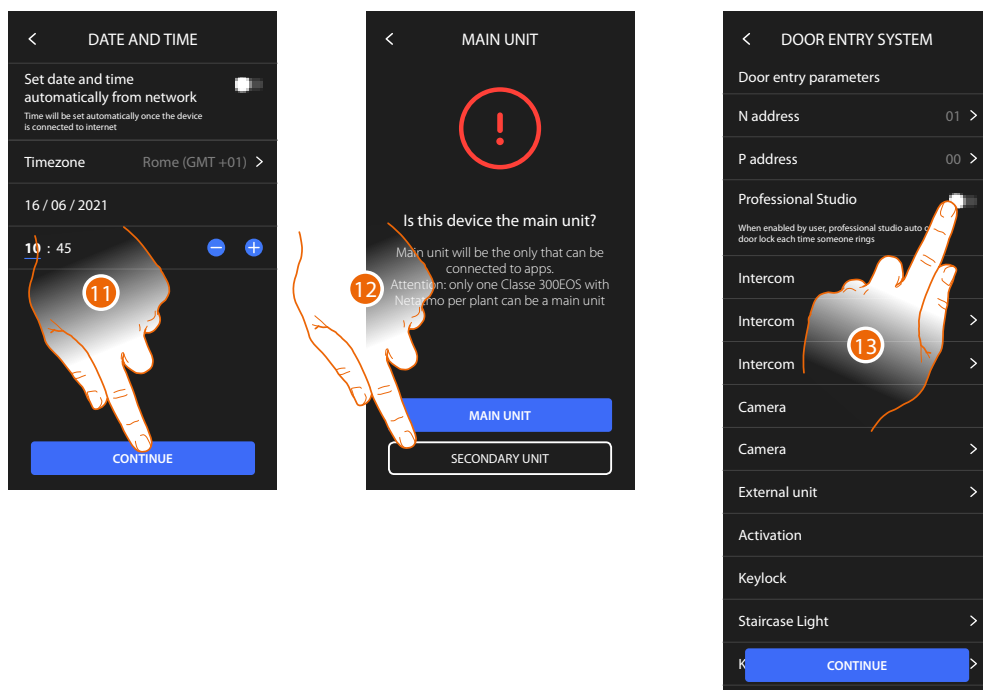 DATE AND TIME
Set date and time
automatically from network
Time will be set automatically once the device
is connected to internet
Timezone Rome (GMT +01)
16 / 06 / 2021
10 : 45
11
CONTINUE
MAIN UNIT
Is this device the main unit?
Main unit will be the only that can be
connected to apps.
Attention: only one Classe 300EOS with
Netatmo per plant can be a main unit
12
MAIN UNIT
SECONDARY UNIT
DOOR ENTRY SYSTEM
Door entry parameters
N address 01
P address 00
Professional Studio
When enabled by user, professional studio auto
door lock each time someone rings
Intercom
Intercom
13
Intercom
Camera
Camera
External unit
Activation
Keylock
Staircase Light
K
CONTINUE